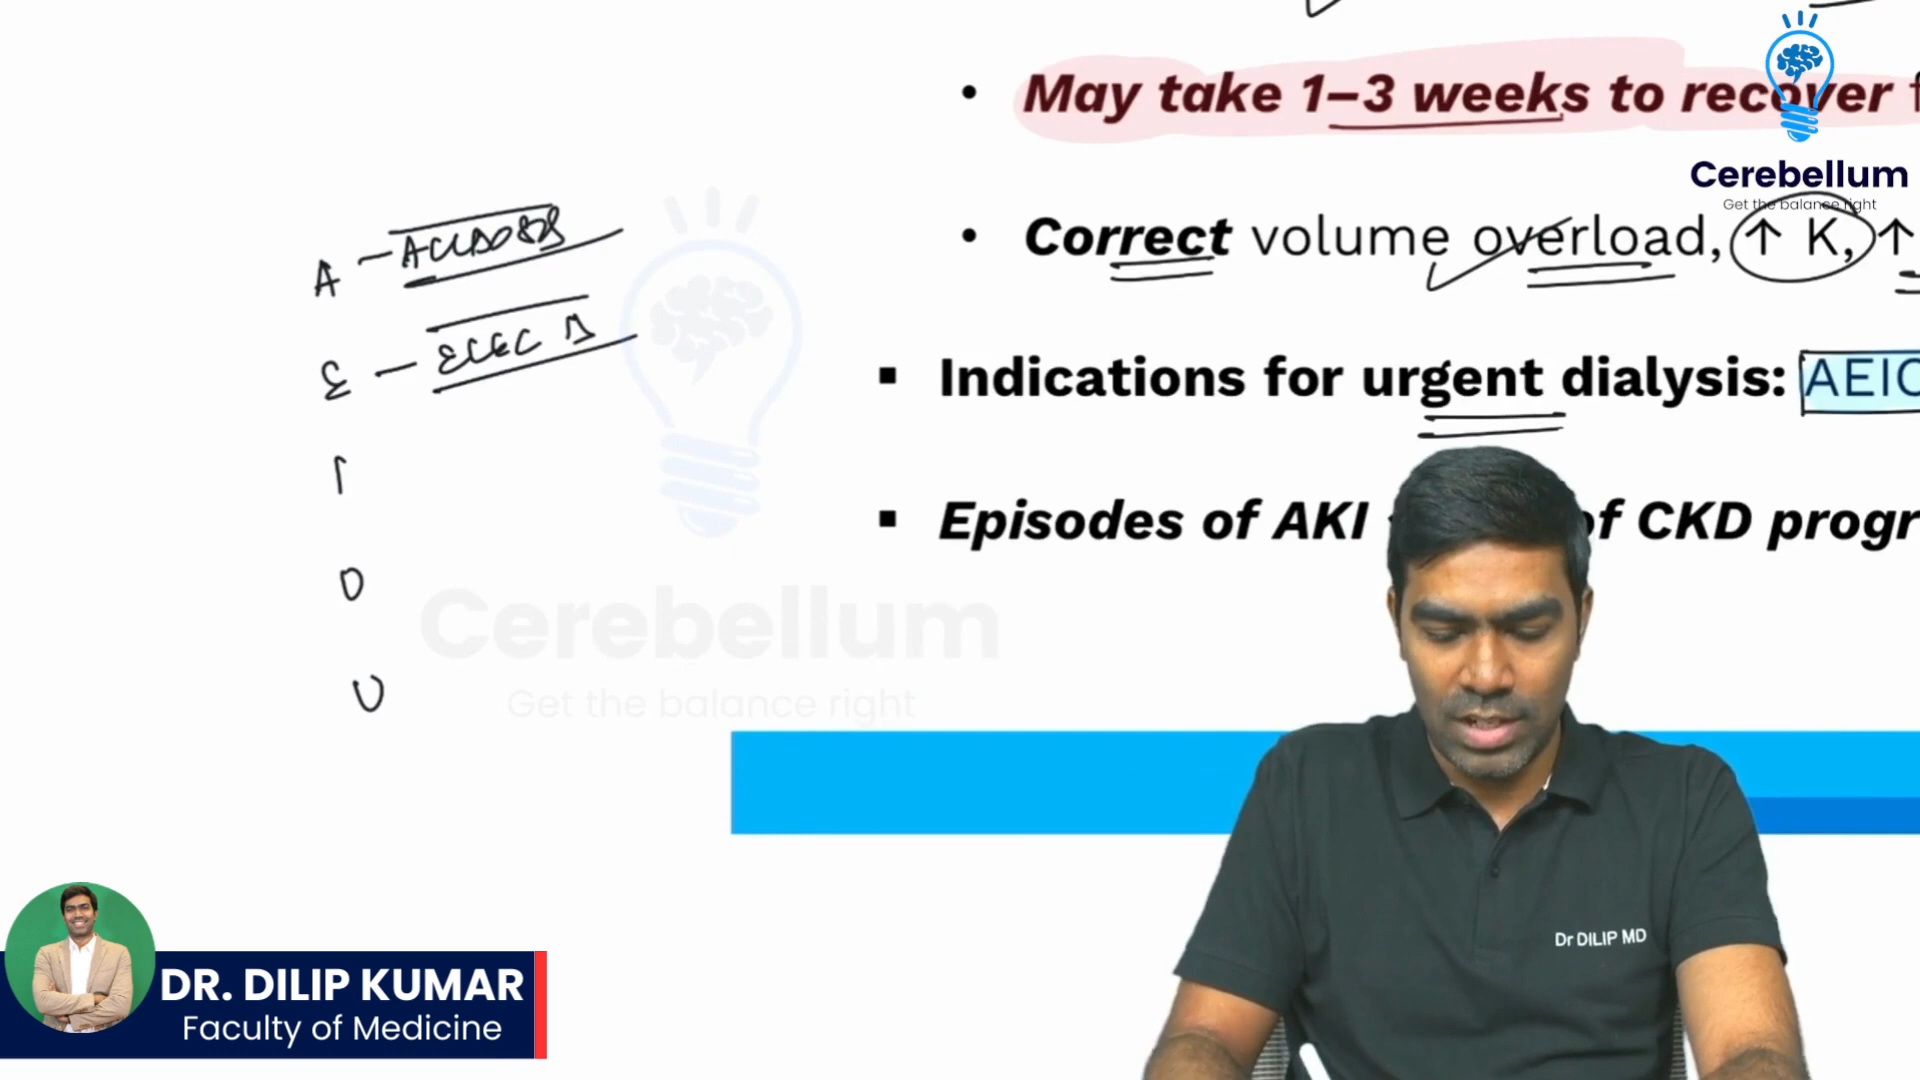 • May take 1–3 weeks to recover f
Cerebellum
Get the balance right
A – ACIDOSIS
• Correct volume overload, ↑ K, ↑
E – ELEC D
▪ Indications for urgent dialysis: AEIO
I
▪ Episodes of AKI of CKD progr
O
Cerebellum
U
Get the balance right
Dr DILIP MD
DR. DILIP KUMAR
Faculty of Medicine